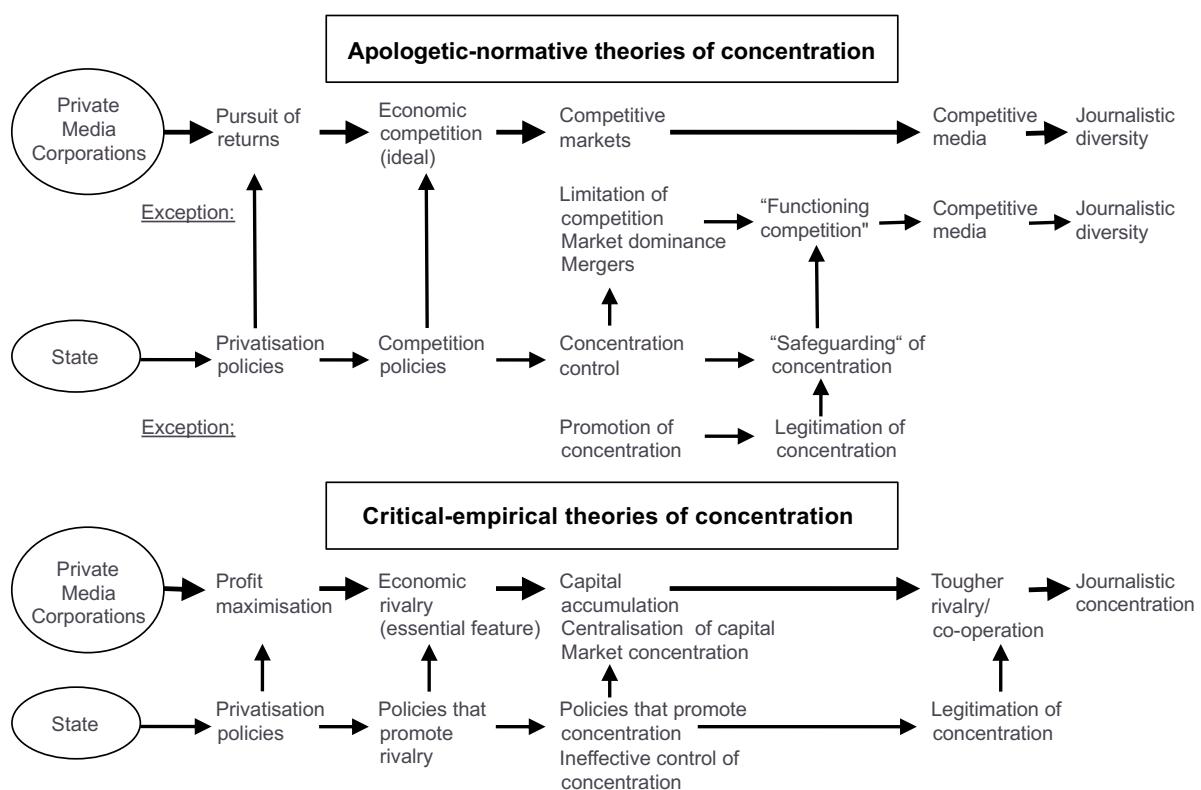 Apologetic-normative theories of concentration
Private
Media
Corporations
Pursuit of
returns
Economic
competition
(ideal)
Competitive
markets
Competitive
media
Journalistic
diversity
Exception:
Limitation of
competition
Market dominance
Mergers
“Functioning
competition"
Competitive
media
Journalistic
diversity
State
Privatisation
policies
Competition
policies
Concentration
control
“Safeguarding“ of
concentration
Exception;
Promotion of
concentration
Legitimation of
concentration
Critical-empirical theories of concentration
Private
Media
Corporations
Profit
maximisation
Economic
rivalry
(essential feature)
Capital
accumulation
Centralisation of capital
Market concentration
Tougher
rivalry/
co-operation
Journalistic
concentration
State
Privatisation
policies
Policies that
promote
rivalry
Policies that promote
concentration
Ineffective control of
concentration
Legitimation of
concentration